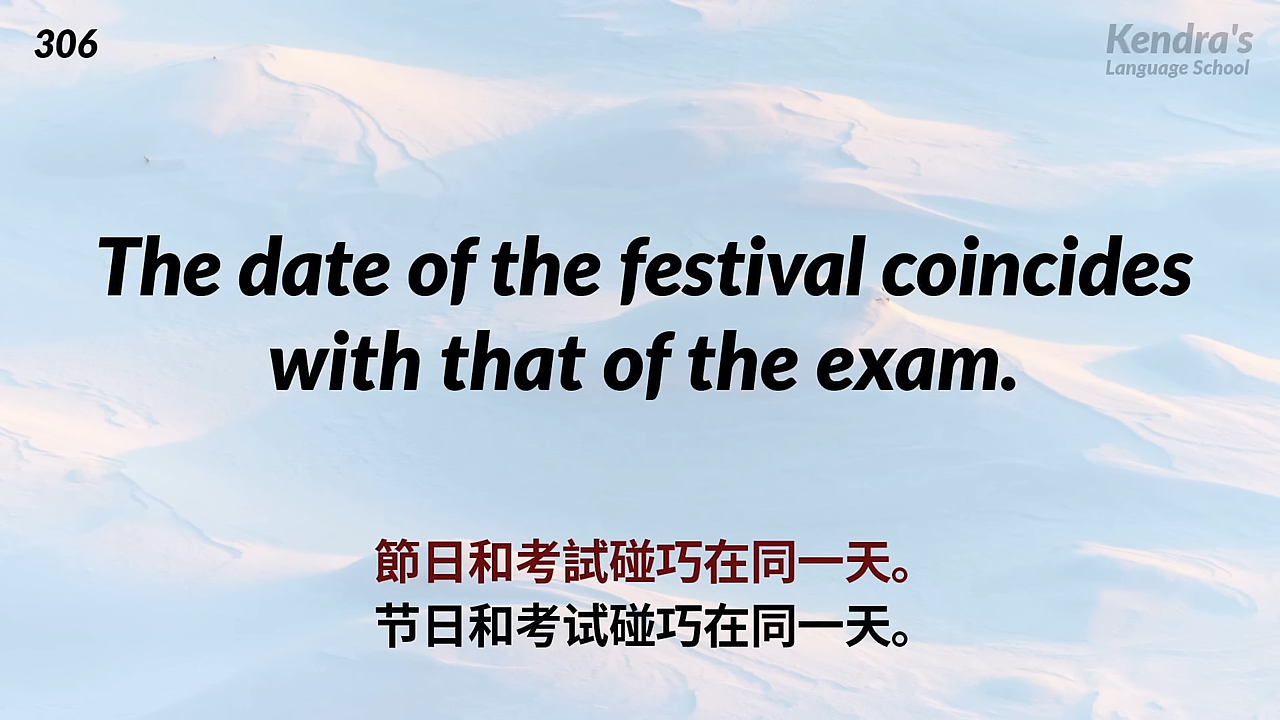 306
Kendra's
Language School
The date of the festival coincides
with that of the exam.
節日和考試碰巧在同一天。
节日和考试碰巧在同一天。